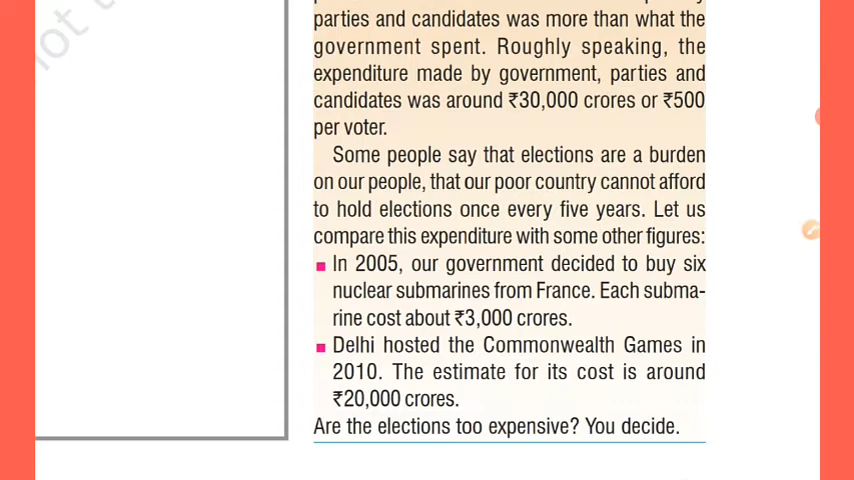 parties and candidates was more than what the
government spent. Roughly speaking, the
expenditure made by government, parties and
candidates was around ₹30,000 crores or ₹500
per voter.
Some people say that elections are a burden
on our people, that our poor country cannot afford
to hold elections once every five years. Let us
compare this expenditure with some other figures:
In 2005, our government decided to buy six
nuclear submarines from France. Each subma-
rine cost about ₹3,000 crores.
Delhi hosted the Commonwealth Games in
2010. The estimate for its cost is around
₹20,000 crores.
Are the elections too expensive? You decide.
not